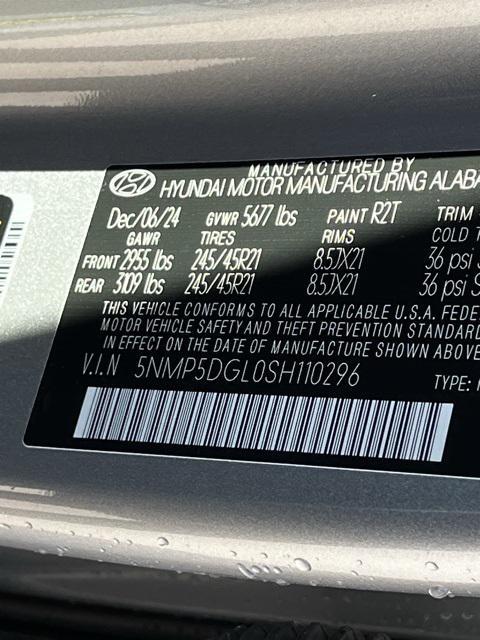 MANUFACTURED BY
HYUNDAI MOTOR MANUFACTURING ALABA
Dec/06/24 GVWR 5677 lbs PAINT R2T TRIM
GAWR TIRES RIMS COLD T
FRONT 2955 lbs 245/45R21 8.5JX21 36 psi
REAR 3109 lbs 245/45R21 8.5JX21 36 psi S
THIS VEHICLE CONFORMS TO ALL APPLICABLE U.S.A. FEDE
MOTOR VEHICLE SAFETY AND THEFT PREVENTION STANDARD
IN EFFECT ON THE DATE OF MANUFACTURE SHOWN ABOVE
V.I.N 5NMP5DGL0SH110296
TYPE: